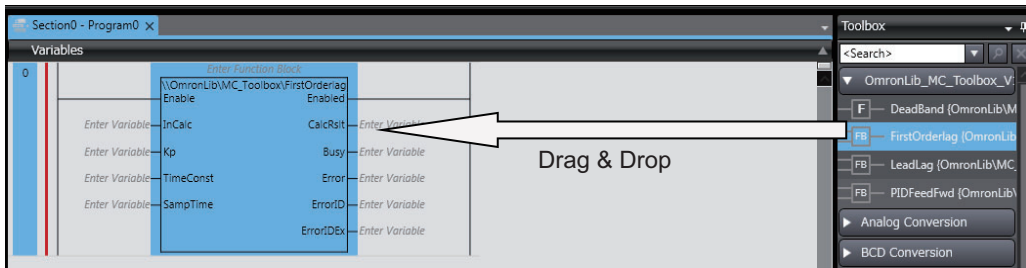 Section0 - Program0
Variables
0
Enter Function Block
\\OmronLib\MC_Toolbox\FirstOrderlag
Enable Enabled
Enter Variable InCalc CalcRslt Enter Variable
Enter Variable Kp Busy Enter Variable
Enter Variable TimeConst Error Enter Variable
Enter Variable SampTime ErrorID Enter Variable
ErrorIDEx Enter Variable
Drag & Drop
Toolbox
<Search>
OmronLib_MC_Toolbox_V1
F DeadBand {OmronLib\M
FB FirstOrderlag {OmronLib
FB LeadLag {OmronLib\MC_
FB PIDFeedFwd {OmronLib\
Analog Conversion
BCD Conversion